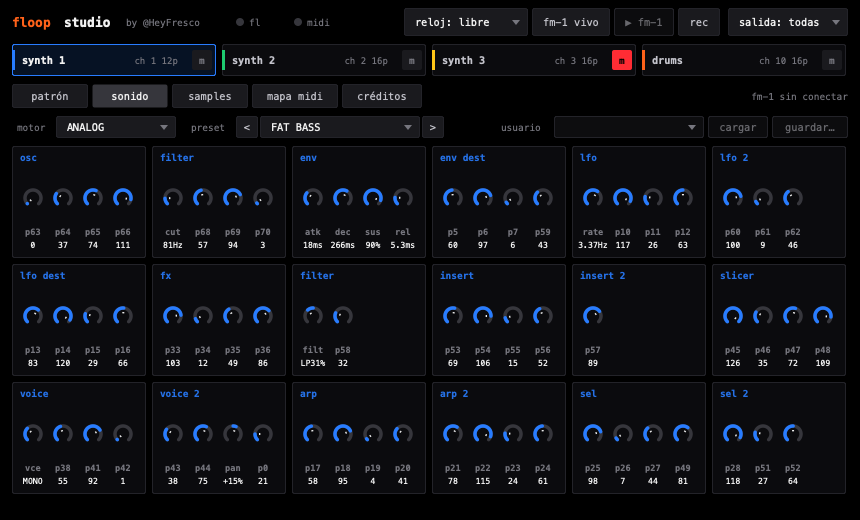 floop studio by @HeyFresco fl midi reloj: libre fm-1 vivo ▶ fm-1 rec salida: todas
synth 1 ch 1 12p m synth 2 ch 2 16p m synth 3 ch 3 16p m drums ch 10 16p m
patrón sonido samples mapa midi créditos fm-1 sin conectar
motor ANALOG preset < FAT BASS > usuario cargar guardar…
osc filter env env dest lfo lfo 2
p63 p64 p65 p66 cut p68 p69 p70 atk dec sus rel p5 p6 p7 p59 rate p10 p11 p12 p60 p61 p62
0 37 74 111 81Hz 57 94 3 18ms 266ms 90% 5.3ms 60 97 6 43 3.37Hz 117 26 63 100 9 46
lfo dest fx filter insert insert 2 slicer
p13 p14 p15 p16 p33 p34 p35 p36 filt p58 p53 p54 p55 p56 p57 p45 p46 p47 p48
83 120 29 66 103 12 49 86 LP31% 32 69 106 15 52 89 126 35 72 109
voice voice 2 arp arp 2 sel sel 2
vce p38 p41 p42 p43 p44 pan p0 p17 p18 p19 p20 p21 p22 p23 p24 p25 p26 p27 p49 p28 p51 p52
MONO 55 92 1 38 75 +15% 21 58 95 4 41 78 115 24 61 98 7 44 81 118 27 64